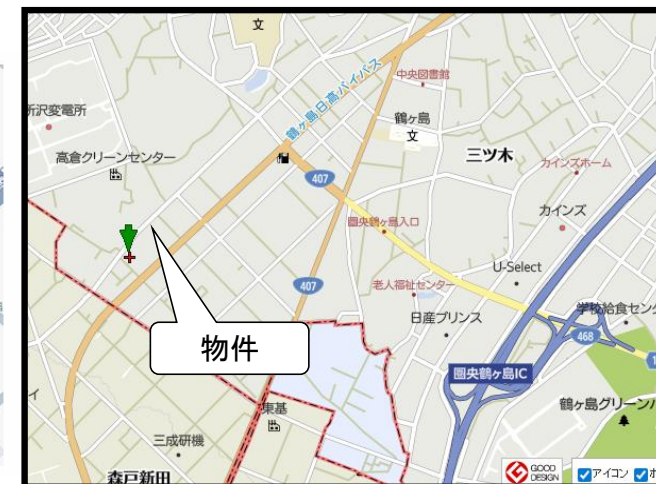 文
中央図書館
鶴ヶ島日高バイパス
所沢変電所
鶴ヶ島
文
三ツ木
高倉クリーンセンター
カインズホーム
407
カインズ
圏央鶴ヶ島入口
U-Select
407
老人福祉センター
日産プリンス
学校給食センタ
468
物件
圏央鶴ヶ島IC
鶴ヶ島グリーンパ
東基
三成研機
森戸新田
GOOD DESIGN
アイコン